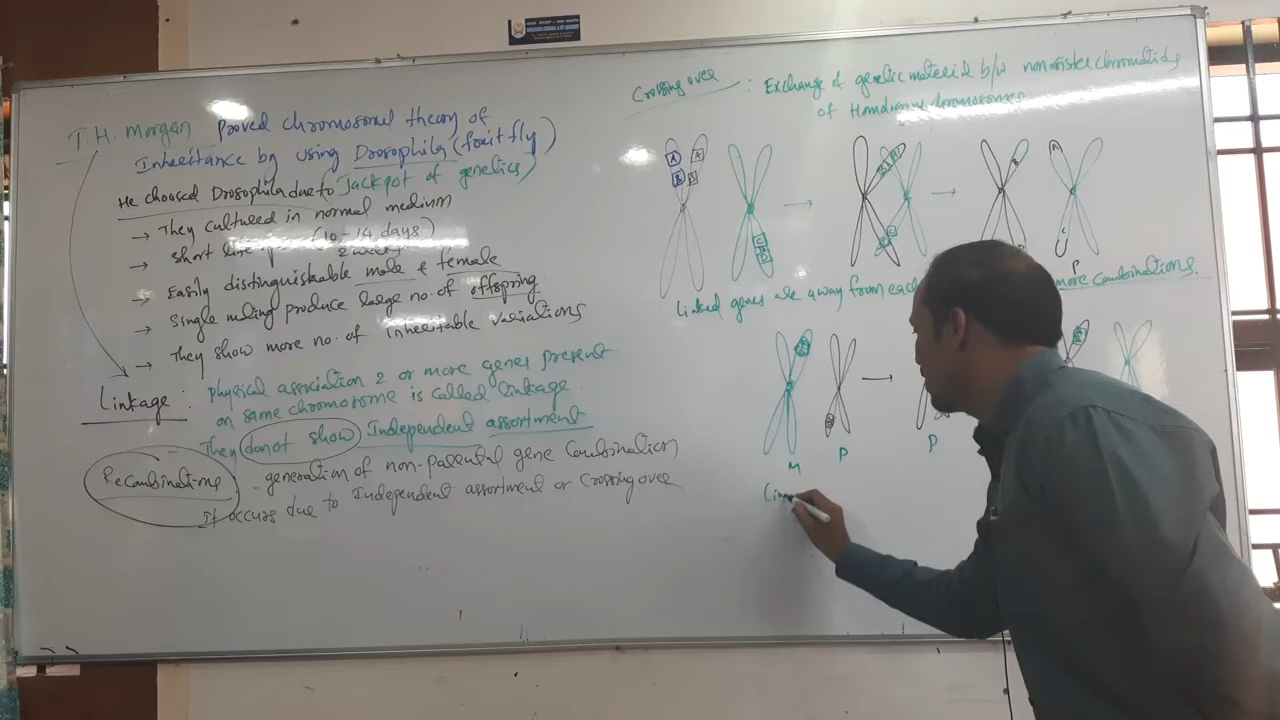 T.H. Morgan Proved chromosomal theory of
Inheritance by using Drosophila (fruit fly)
He choosed Drosophila due to Jackpot of genetics)
→ They cultured in normal medium
→ short life (10-14 days)
2 weeks
→ Easily distinguishable male & female
→ Single mating produce large no. of offspring
→ They show more no. of inheritable variations
Linkage : Physical association 2 or more genes present
on same chromosome is called linkage.
They donot show Independent assortment
Recombinations - generation of non-parental gene combination
It occurs due to Independent assortment or Crossing over
Crossing over : Exchange of genetic material b/w non sister chromatids
of Homologous chromosomes
A A
B B
C
D
→ →
A
B
C
P
Linked genes are away from each more combinations.
→
M P P
Lin